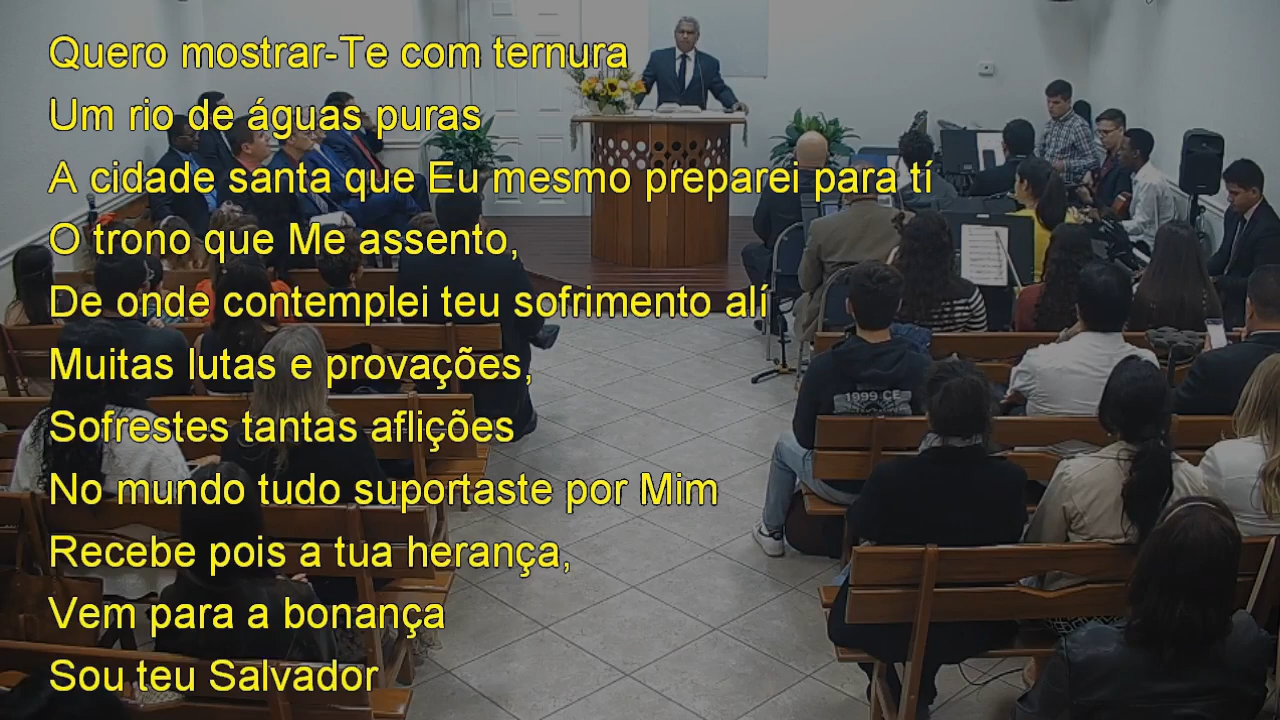 Quero mostrar-Te com ternura
Um rio de águas puras
A cidade santa que Eu mesmo preparei para tí
O trono que Me assento,
De onde contemplei teu sofrimento alí
Muitas lutas e provações,
Sofrestes tantas aflições
No mundo tudo suportaste por Mim
Recebe pois a tua herança,
Vem para a bonança
Sou teu Salvador
1999 CE